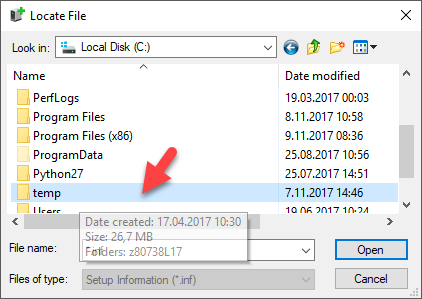 Locate File
Look in: Local Disk (C:)
Name Date modified
PerfLogs 19.03.2017 00:03
Program Files 8.11.2017 10:58
Program Files (x86) 9.11.2017 08:36
ProgramData 25.08.2017 10:56
Python27 25.07.2017 14:51
temp 7.11.2017 14:46
Users 19.06.2017 10:24
Date created: 17.04.2017 10:30
Size: 26,7 MB
Folders: z80738L17
File name: Open
Files of type: Setup Information (*.inf) Cancel